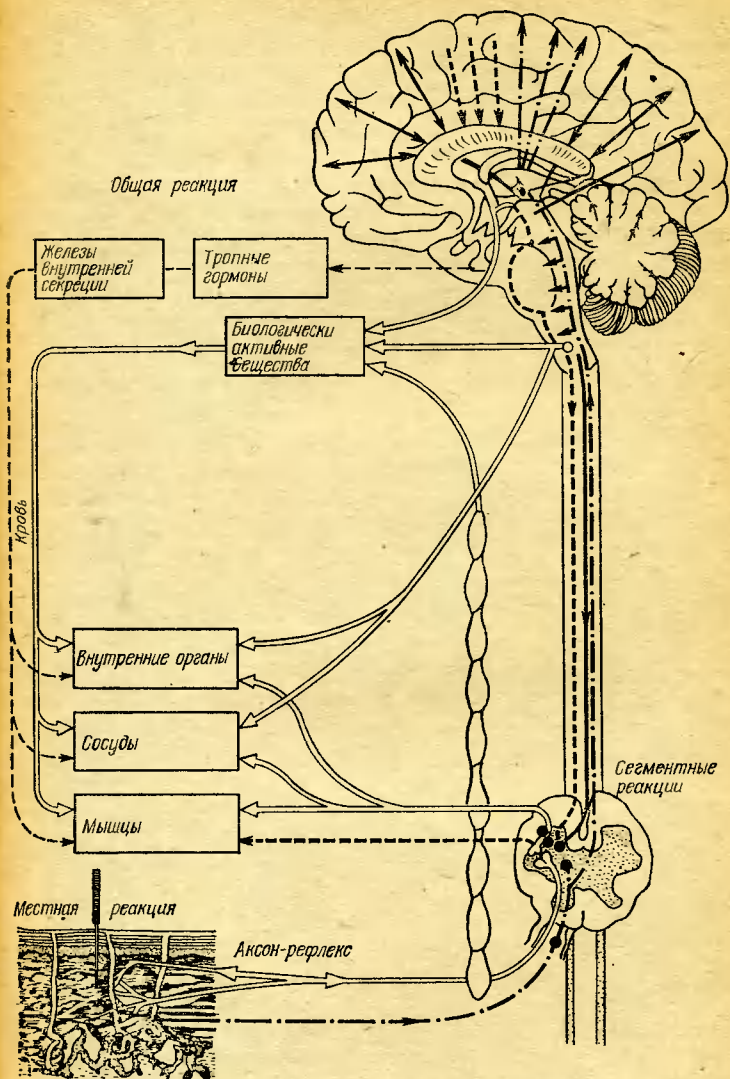 Общая реакция
Железы
внутренней
секреции
Тропные
гормоны
Биологически
активные
вещества
Кровь
Внутренние органы
Сосуды
Мышцы
Сегментные
реакции
Местная реакция
Аксон-рефлекс